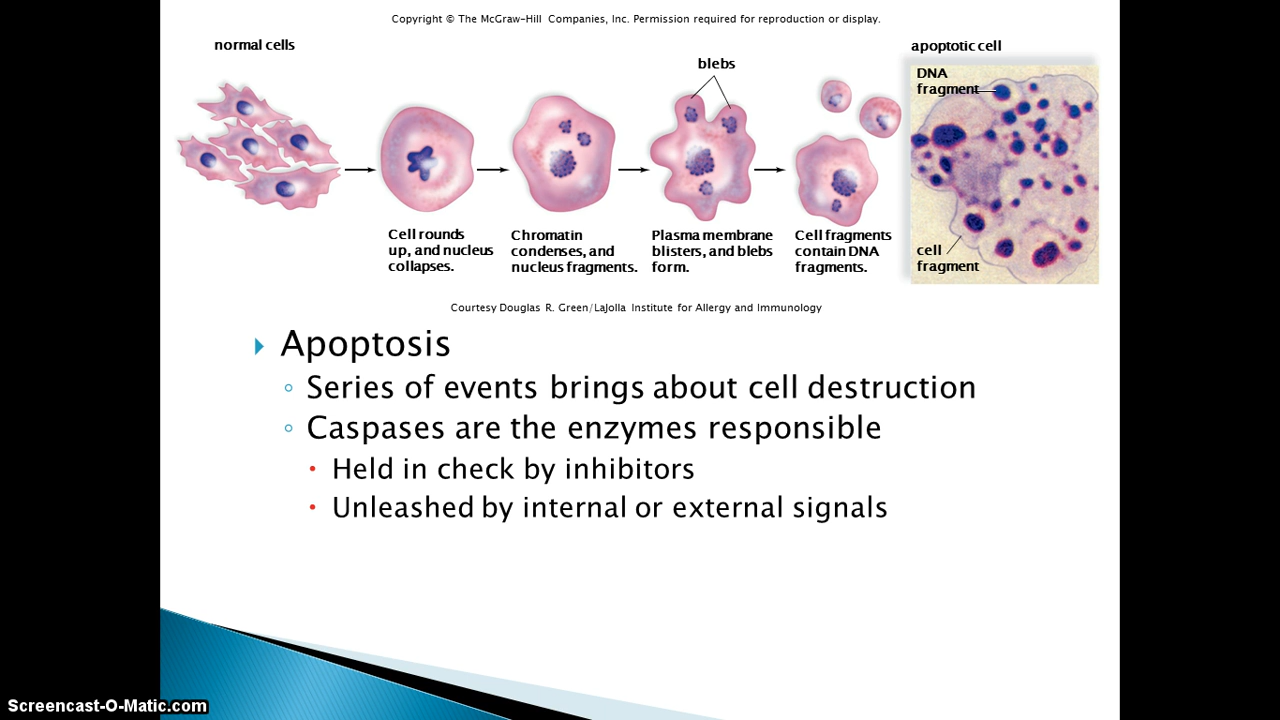 Copyright © The McGraw-Hill Companies, Inc. Permission required for reproduction or display.
normal cells
blebs
apoptotic cell
DNA
fragment
Cell rounds
up, and nucleus
collapses.
Chromatin
condenses, and
nucleus fragments.
Plasma membrane
blisters, and blebs
form.
Cell fragments
contain DNA
fragments.
cell
fragment
Courtesy Douglas R. Green/LaJolla Institute for Allergy and Immunology
Apoptosis
Series of events brings about cell destruction
Caspases are the enzymes responsible
Held in check by inhibitors
Unleashed by internal or external signals
Screencast-O-Matic.com